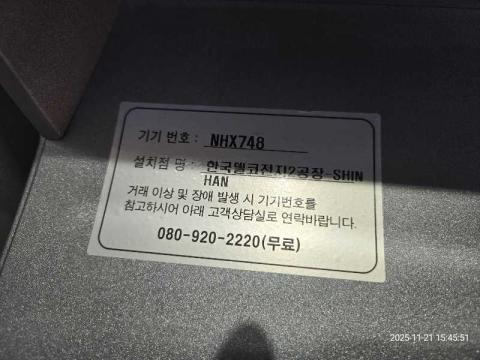 기기 번호 : NHX748
설치점 명 : 한국델코전지2공장-SHIN
HAN
거래 이상 및 장애 발생 시 기기번호를
참고하시어 아래 고객상담실로 연락바랍니다.
080-920-2220(무료)
2025-11-21 15:45:51